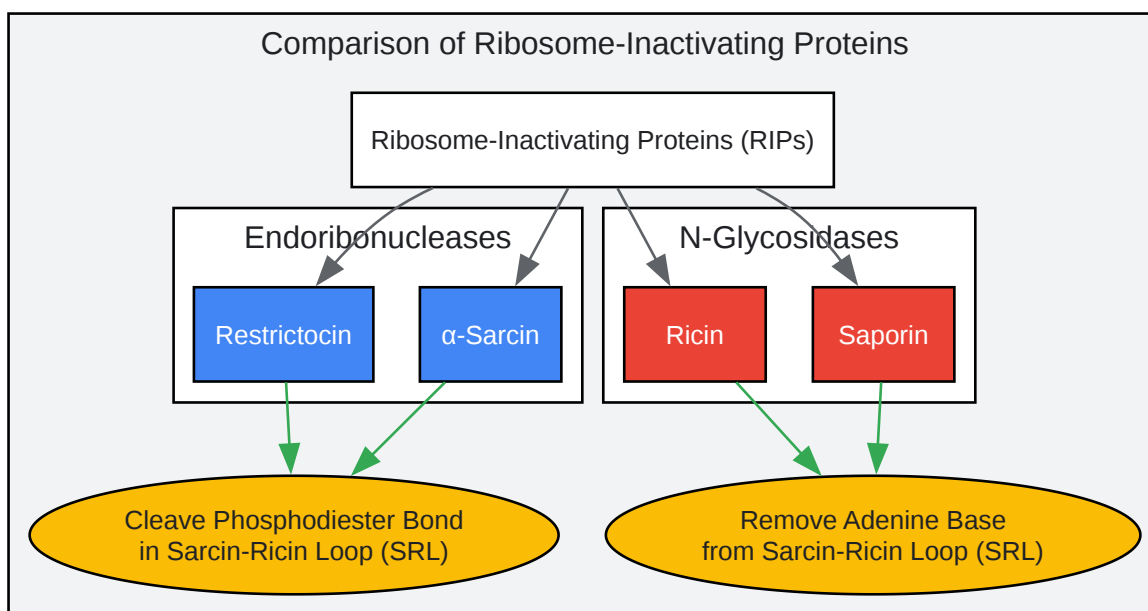 Comparison of Ribosome-Inactivating Proteins
Ribosome-Inactivating Proteins (RIPs)
Endoribonucleases
N-Glycosidases
Restrictocin
α-Sarcin
Ricin
Saporin
Cleave Phosphodiester Bond
in Sarcin-Ricin Loop (SRL)
Remove Adenine Base
from Sarcin-Ricin Loop (SRL)